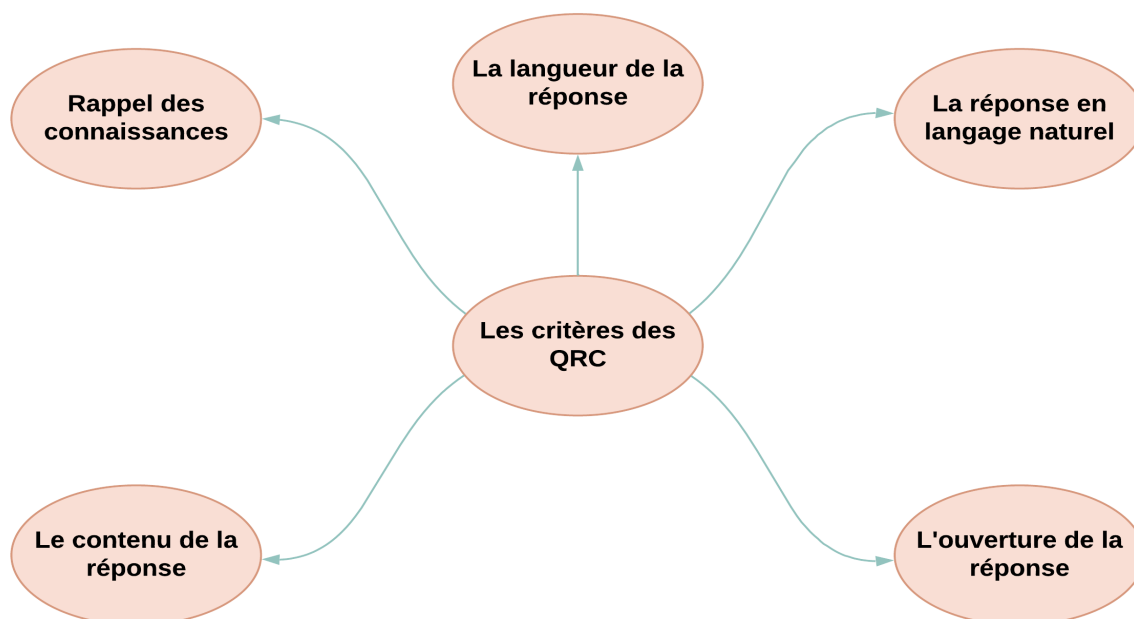 La langueur de la
réponse
Rappel des
connaissances
La réponse en
langage naturel
Les critères des
QRC
Le contenu de la
réponse
L'ouverture de la
réponse